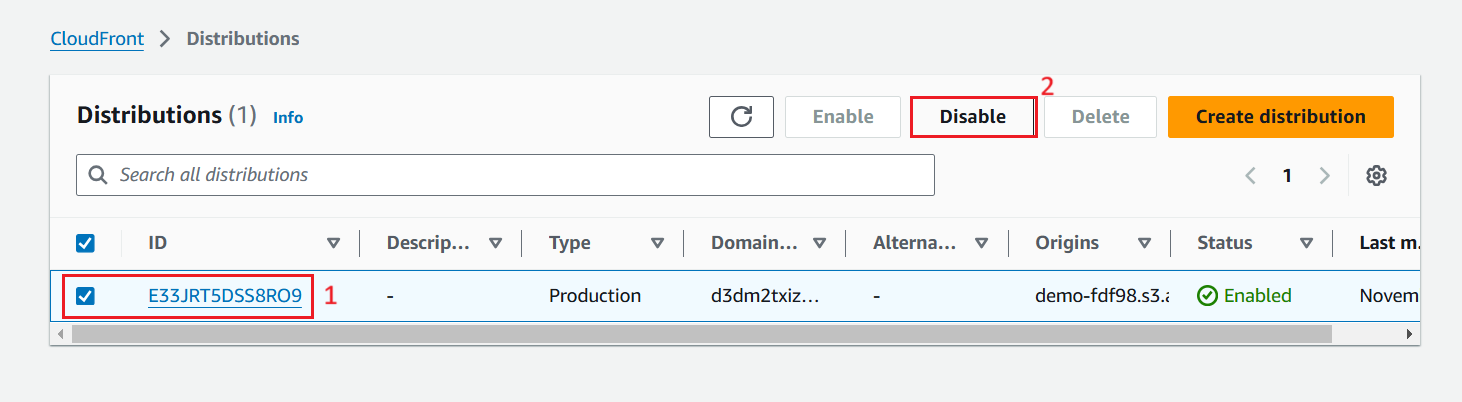 CloudFront > Distributions
2
Distributions (1) Info Enable Disable Delete Create distribution
Search all distributions 1
ID Descrip... Type Domain... Alterna... Origins Status Last m.
E33JRT5DSS8RO9 1 - Production d3dm2txiz... - demo-fdf98.s3.a Enabled Novem